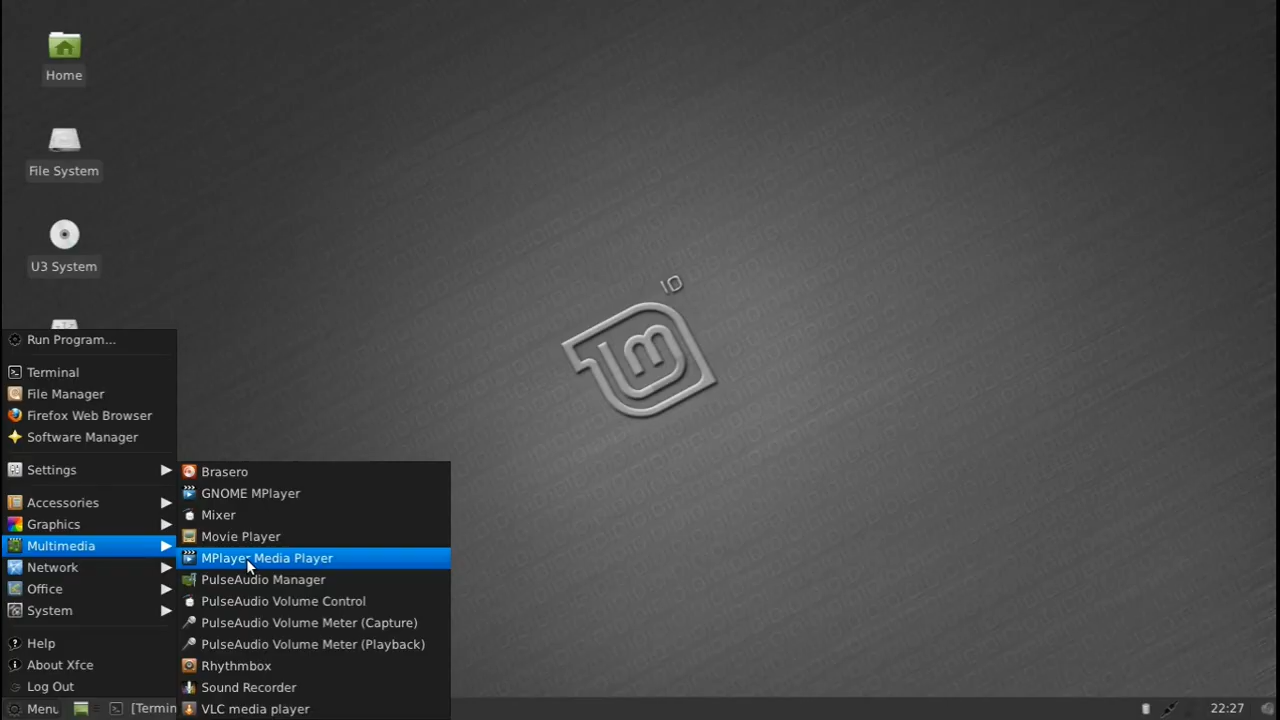 Home
File System
U3 System
10
Run Program...
Terminal
File Manager
Firefox Web Browser
Software Manager
Settings
Accessories
Graphics
Multimedia
Network
Office
System
Help
About Xfce
Log Out
Brasero
GNOME MPlayer
Mixer
Movie Player
MPlayer Media Player
PulseAudio Manager
PulseAudio Volume Control
PulseAudio Volume Meter (Capture)
PulseAudio Volume Meter (Playback)
Rhythmbox
Sound Recorder
VLC media player
Menu
[Termin
22:27